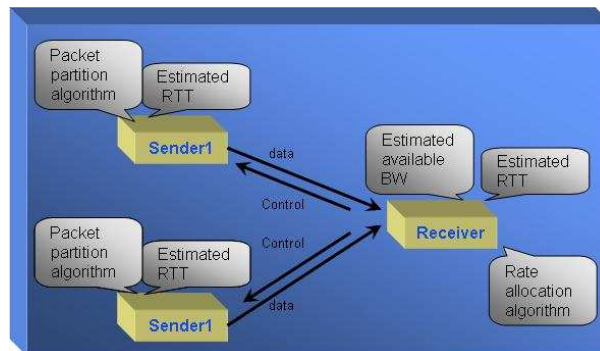 Packet
partition
algorithm
Estimated
RTT
Sender1
data
Control
Estimated
available
BW
Estimated
RTT
Receiver
Rate
allocation
algorithm
Packet
partition
algorithm
Estimated
RTT
Sender1
Control
data